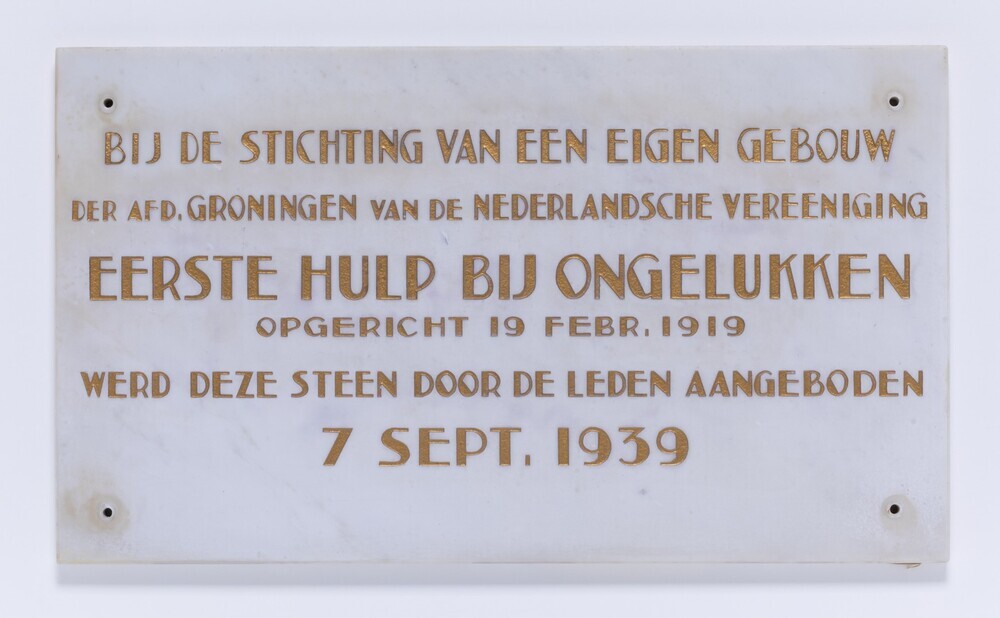 BIJ DE STICHTING VAN EEN EIGEN GEBOUW
DER AFD. GRONINGEN VAN DE NEDERLANDSCHE VEREENIGING
EERSTE HULP BIJ ONGELUKKEN
OPGERICHT 19 FEBR. 1919
WERD DEZE STEEN DOOR DE LEDEN AANGEBODEN
7 SEPT. 1939